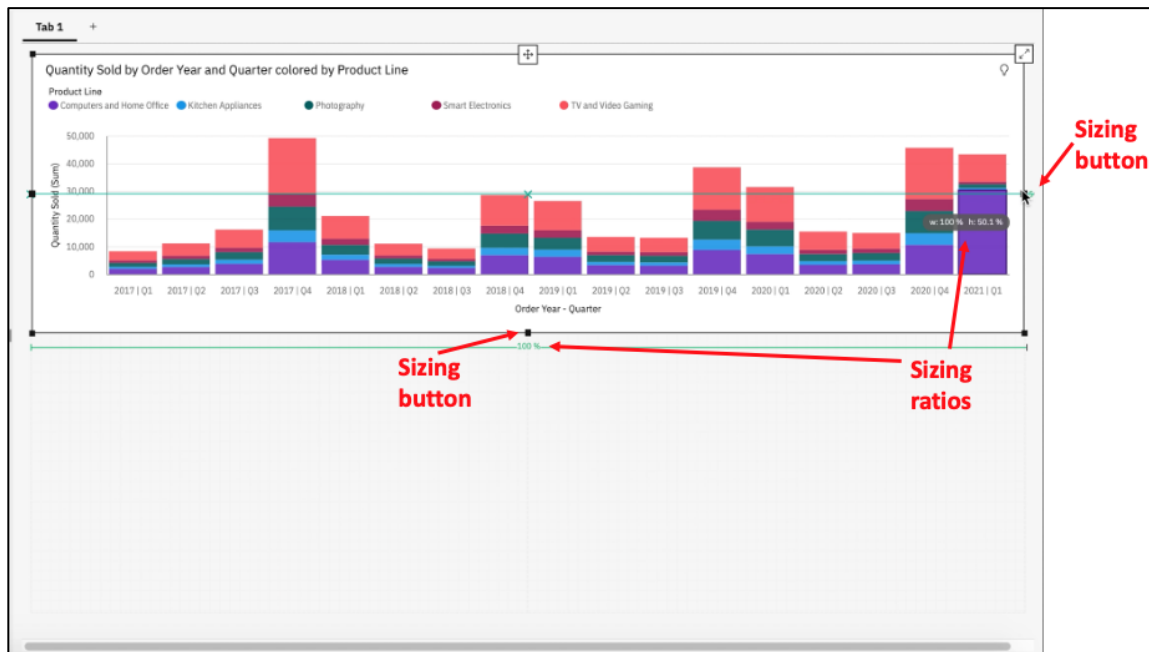 Tab 1 +
Quantity Sold by Order Year and Quarter colored by Product Line
Product Line
Computers and Home Office Kitchen Appliances Photography Smart Electronics TV and Video Gaming
Quantity Sold (Sum)
50,000
40,000
30,000
20,000
10,000
0
w: 100 % h: 50.1 %
2017 | Q1 2017 | Q2 2017 | Q3 2017 | Q4 2018 | Q1 2018 | Q2 2018 | Q3 2018 | Q4 2019 | Q1 2019 | Q2 2019 | Q3 2019 | Q4 2020 | Q1 2020 | Q2 2020 | Q3 2020 | Q4 2021 | Q1
Order Year - Quarter
100 %
Sizing
button
Sizing
button
Sizing
ratios